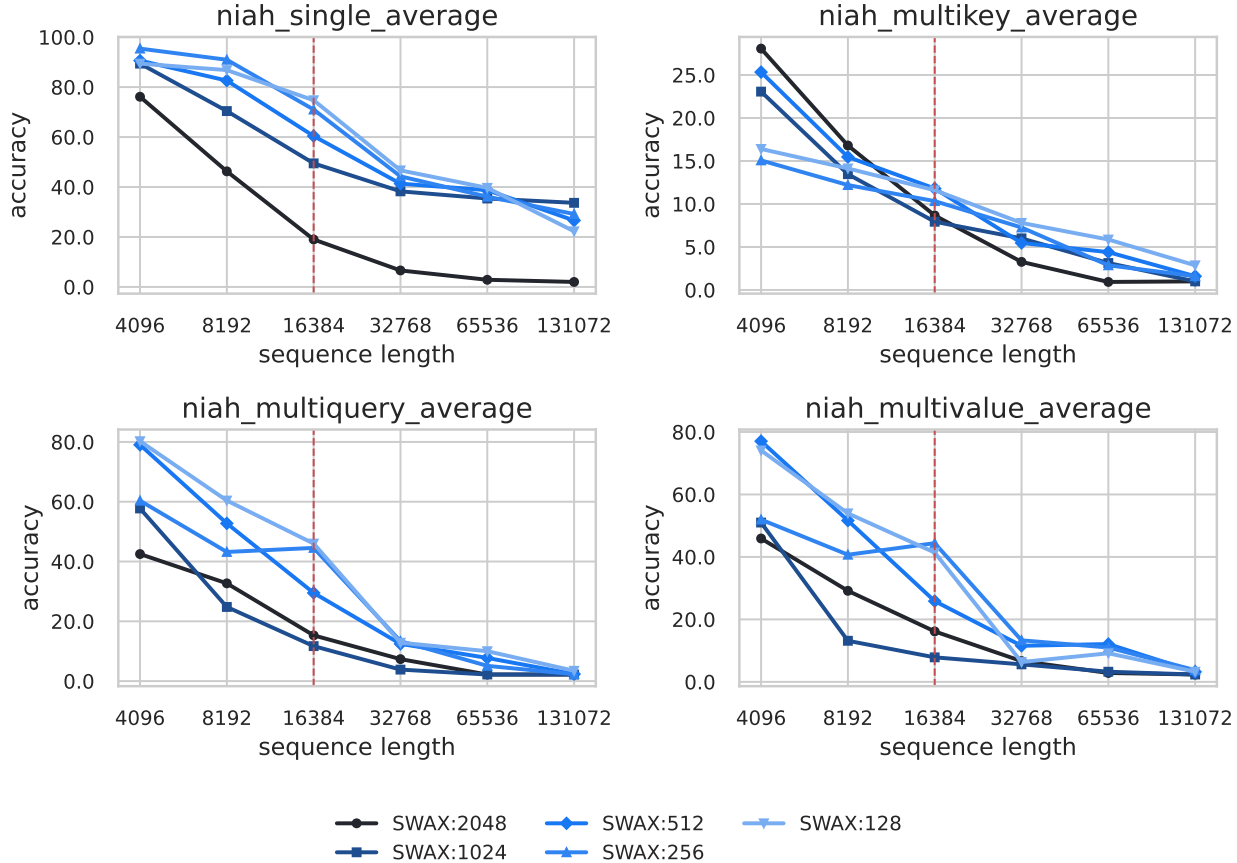 niah_single_average niah_multikey_average
100.0
80.0
60.0
40.0
20.0
0.0
accuracy
4096 8192 16384 32768 65536 131072
sequence length
25.0
20.0
15.0
10.0
5.0
0.0
accuracy
4096 8192 16384 32768 65536 131072
sequence length
niah_multiquery_average niah_multivalue_average
80.0
60.0
40.0
20.0
0.0
accuracy
4096 8192 16384 32768 65536 131072
sequence length
80.0
60.0
40.0
20.0
0.0
accuracy
4096 8192 16384 32768 65536 131072
sequence length
SWAX:2048 SWAX:512 SWAX:128
SWAX:1024 SWAX:256